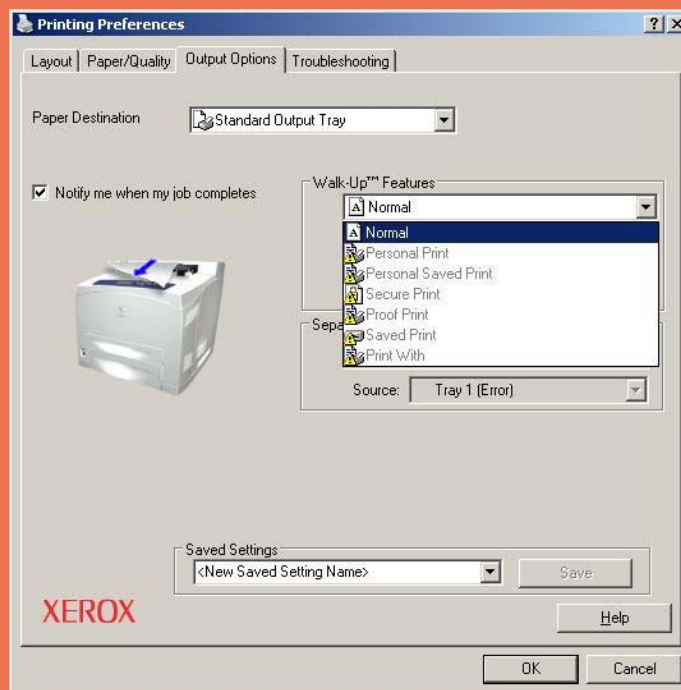 Printing Preferences
Layout Paper/Quality Output Options Troubleshooting
Paper Destination Standard Output Tray
Notify me when my job completes
Walk-Up™ Features
Normal
Normal
Personal Print
Personal Saved Print
Secure Print
Proof Print
Saved Print
Print With
Sepa
Source: Tray 1 (Error)
Saved Settings
<New Saved Setting Name> Save
XEROX
Help
OK Cancel